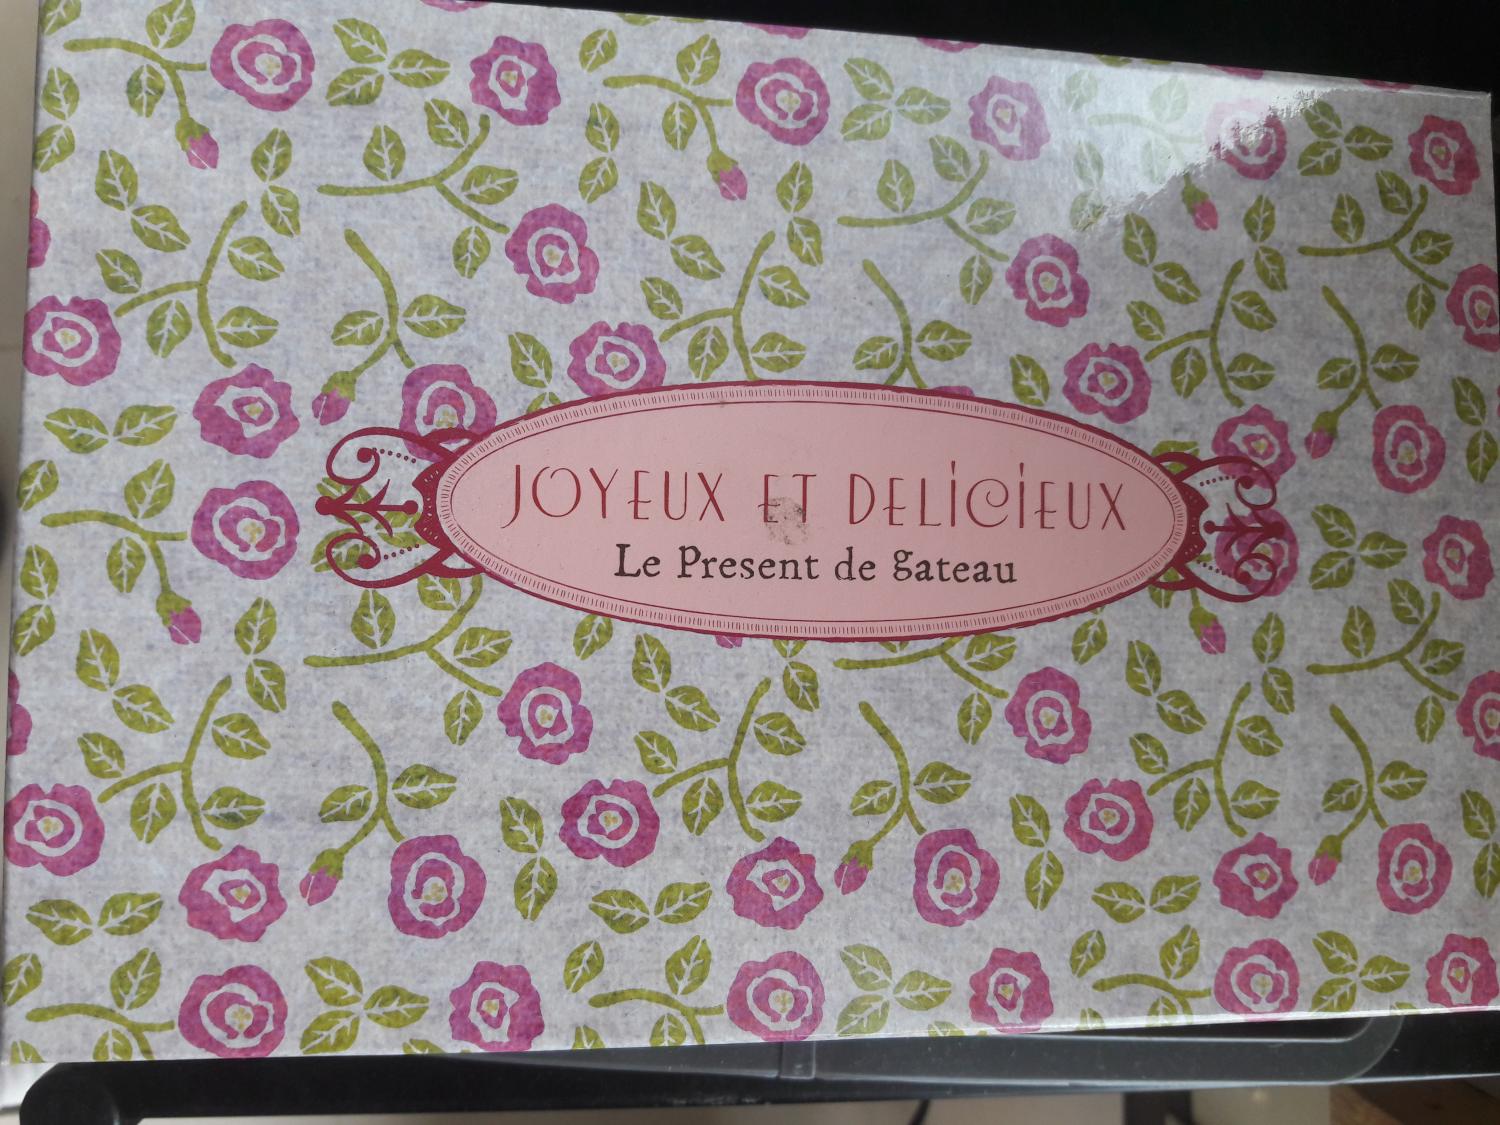 JOYEUX ET DELICIEUX
Le Present de gateau